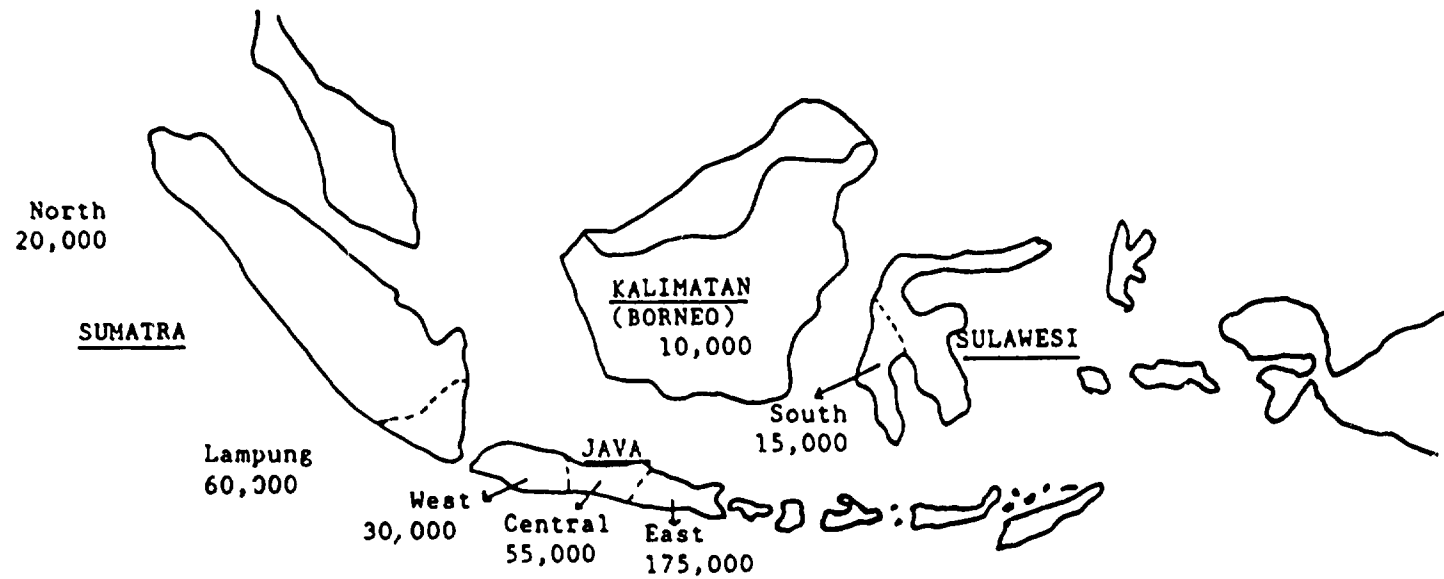 North
20,000
SUMATRA
Lampung
60,000
KALIMATAN
(BORNEO)
10,000
SULAWESI
South
15,000
JAVA
West
30,000
Central
55,000
East
175,000